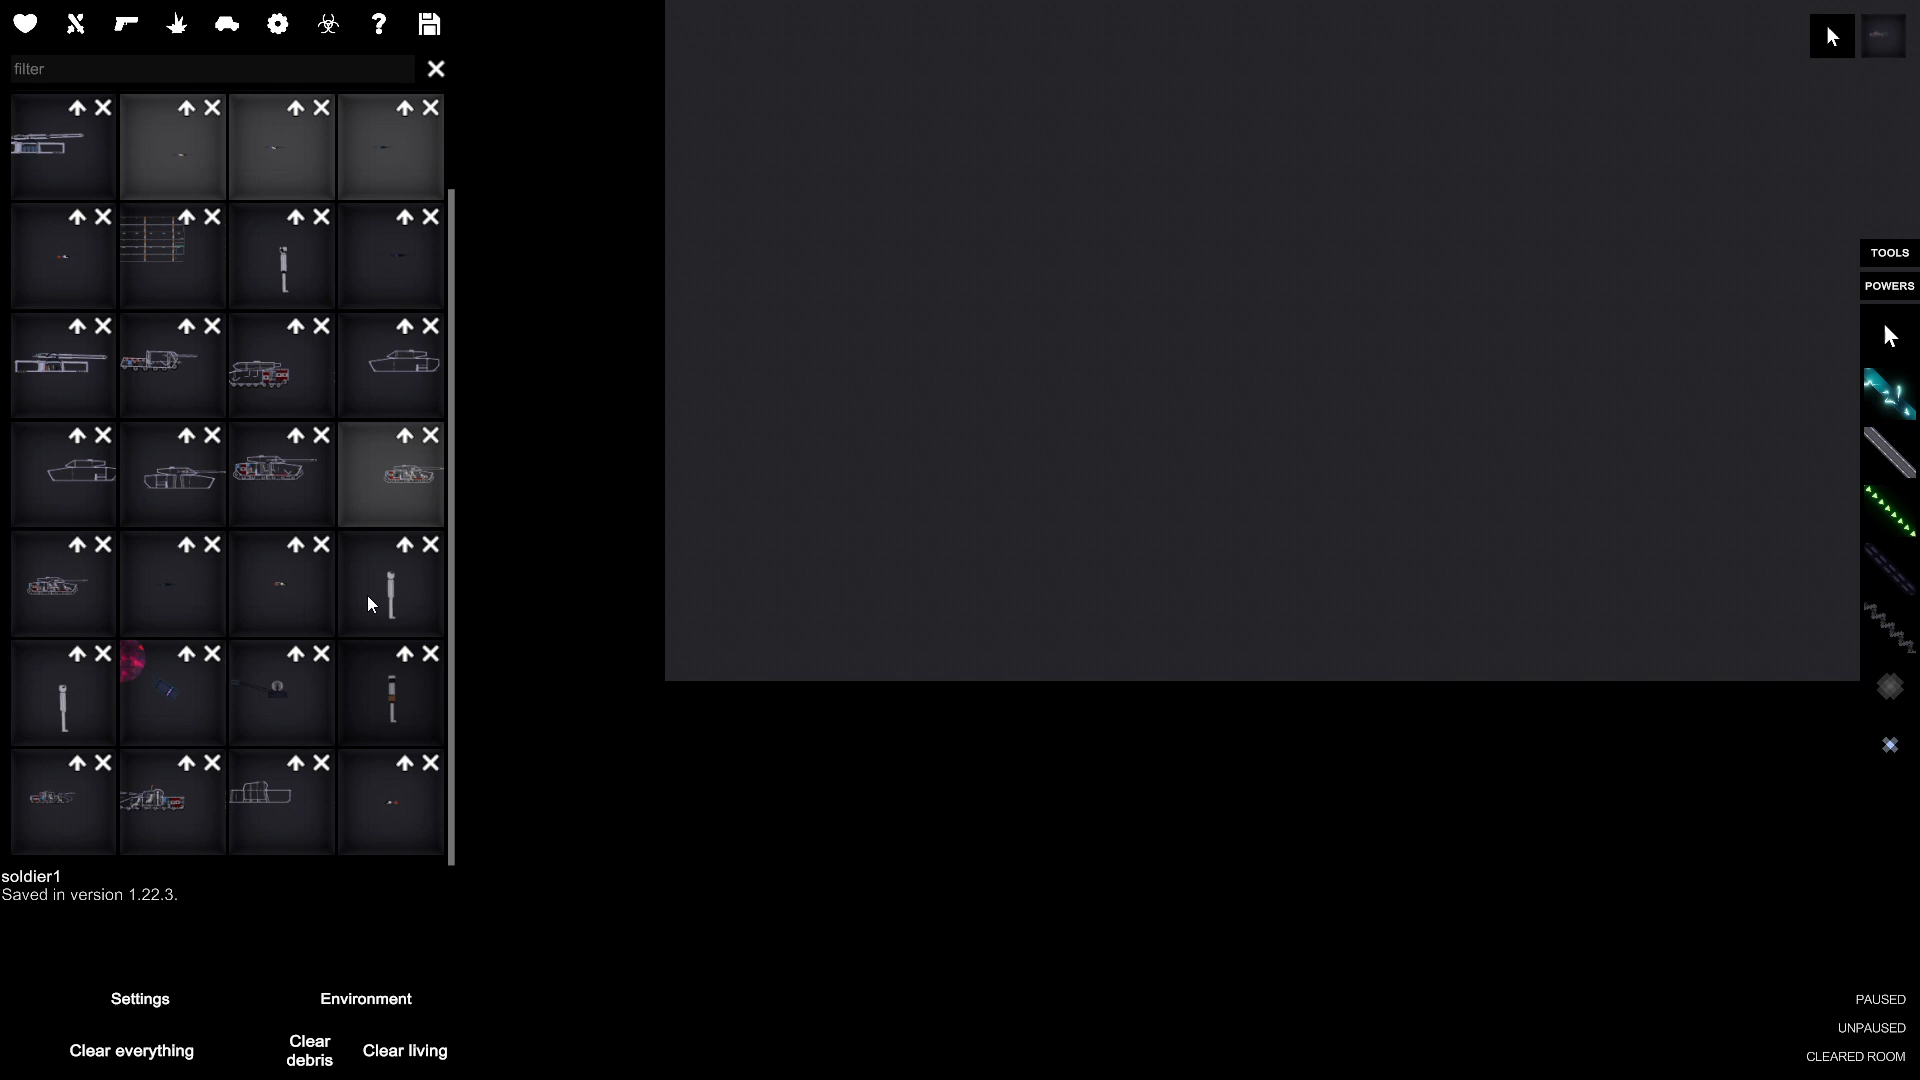 filter
TOOLS
POWERS
soldier1
Saved in version 1.22.3.
Settings
Environment
Clear everything
Clear
debris
Clear living
PAUSED
UNPAUSED
CLEARED ROOM